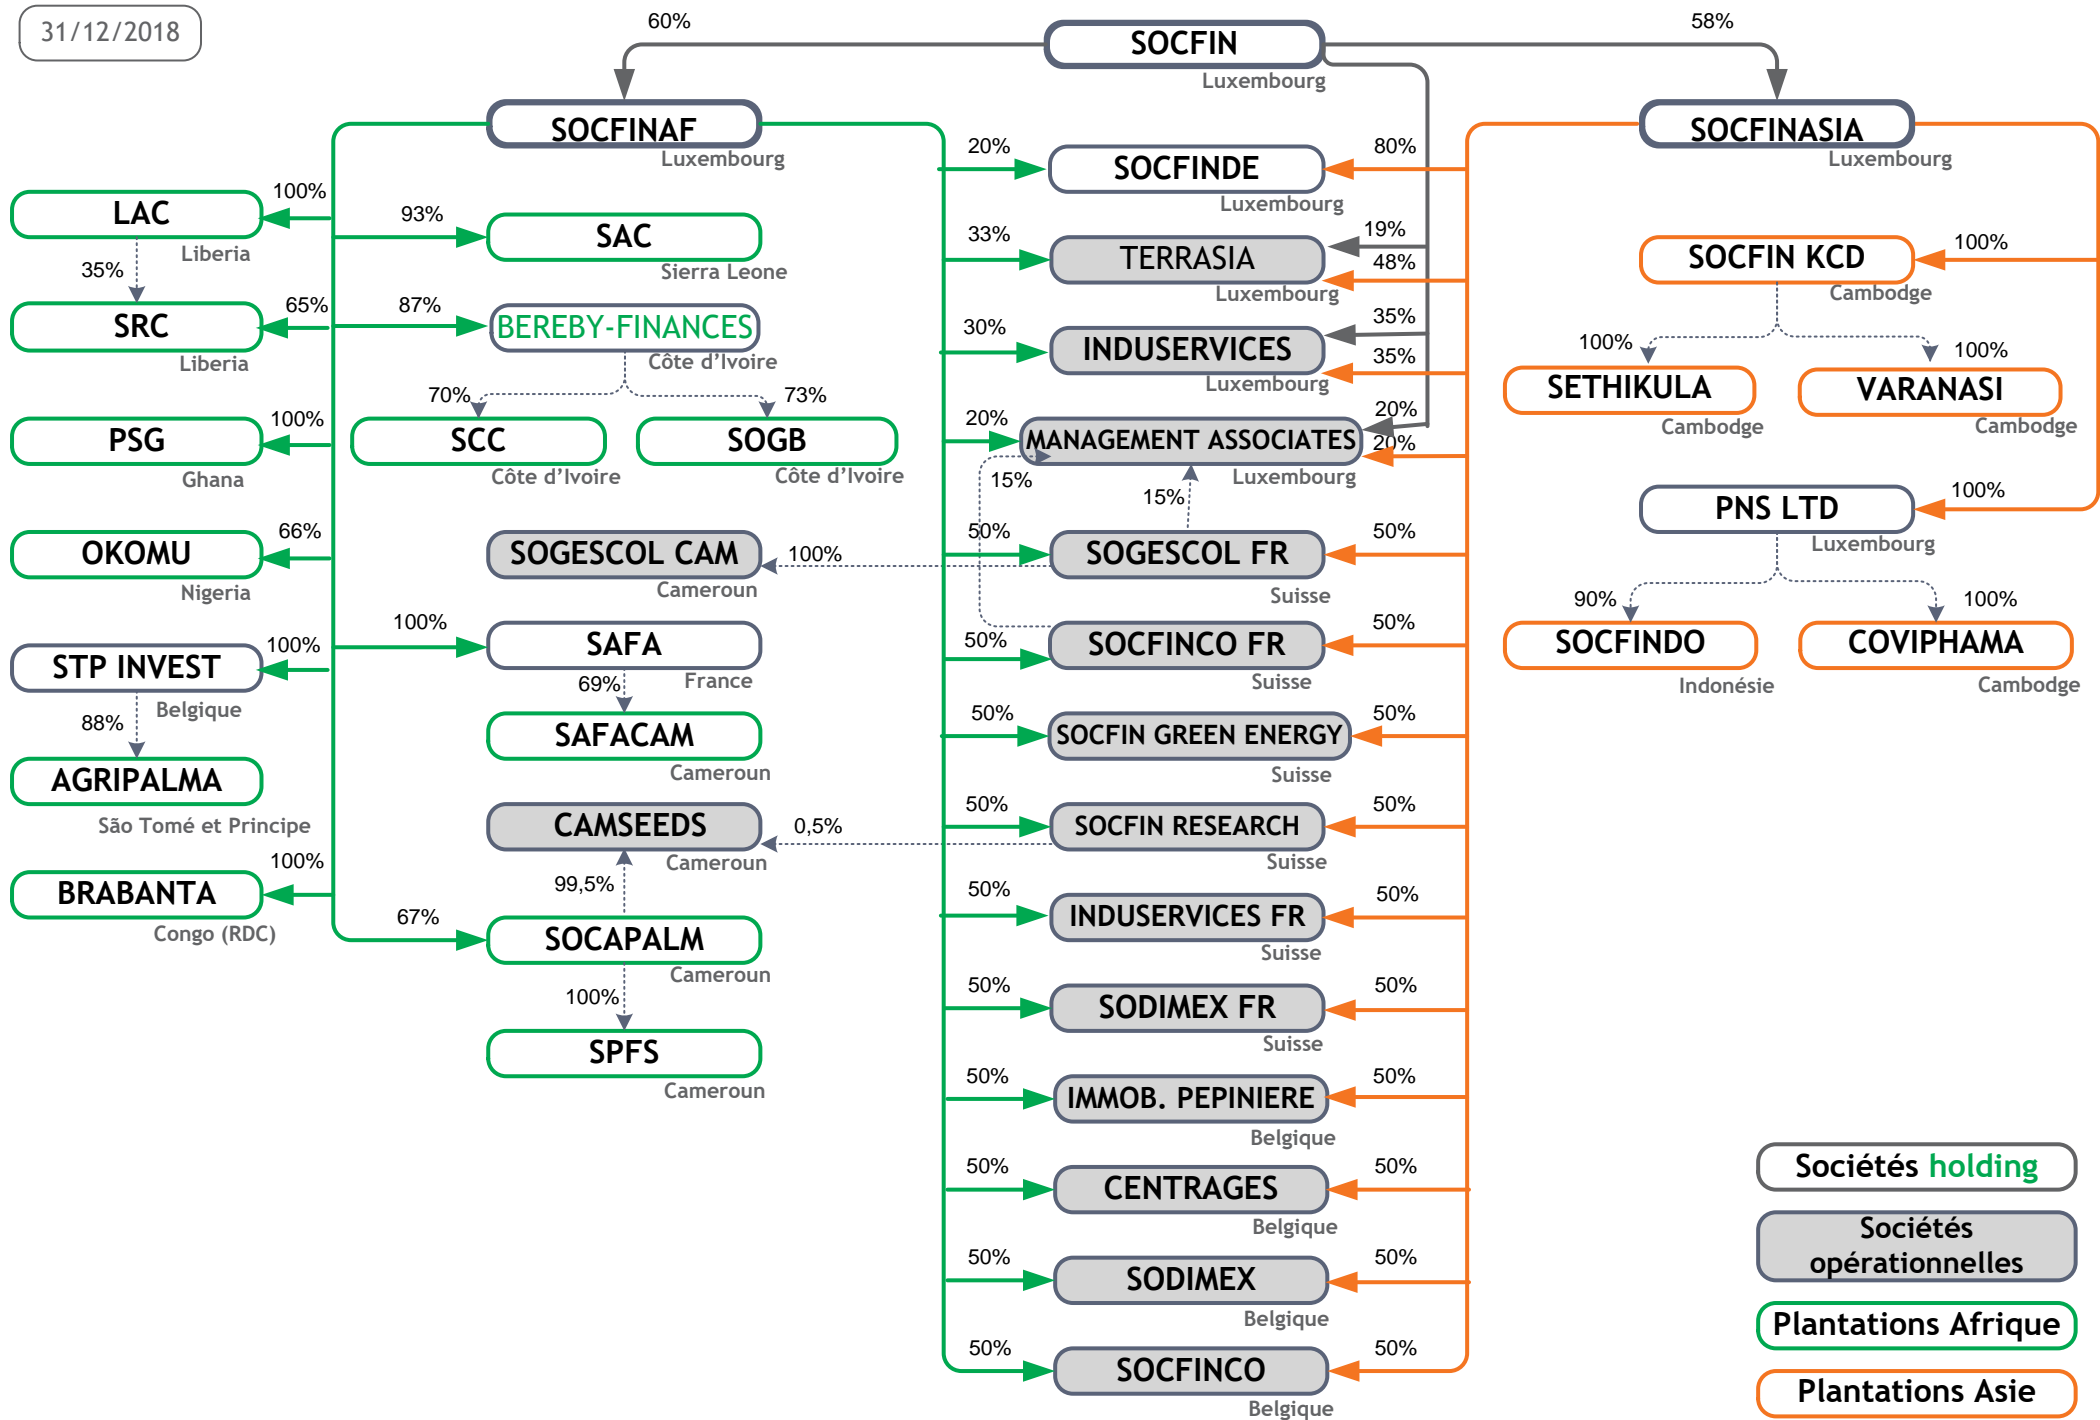 31/12/2018
60%
SOCFIN
Luxembourg
58%
SOCFINAF
Luxembourg
SOCFINASIA
Luxembourg
LAC
Liberia
100%
35%
SRC
Liberia
65%
PSG
Ghana
100%
OKOMU
Nigeria
66%
STP INVEST
Belgique
100%
88%
AGRIPALMA
São Tomé et Principe
BRABANTA
Congo (RDC)
100%
93%
SAC
Sierra Leone
87%
BEREBY-FINANCES
Côte d'Ivoire
70%
73%
SCC
Côte d'Ivoire
SOGB
Côte d'Ivoire
SOGESCOL CAM
Cameroun
100%
100%
SAFA
France
69%
SAFACAM
Cameroun
CAMSEEDS
Cameroun
0,5%
99,5%
67%
SOCAPALM
Cameroun
100%
SPFS
Cameroun
20%
SOCFINDE
Luxembourg
80%
33%
TERRASIA
Luxembourg
19%
48%
30%
INDUSERVICES
Luxembourg
35%
35%
20%
MANAGEMENT ASSOCIATES
Luxembourg
20%
20%
15%
15%
50%
SOGESCOL FR
Suisse
50%
50%
SOCFINCO FR
Suisse
50%
50%
SOCFIN GREEN ENERGY
Suisse
50%
50%
SOCFIN RESEARCH
Suisse
50%
50%
INDUSERVICES FR
Suisse
50%
50%
SODIMEX FR
Suisse
50%
50%
IMMOB. PEPINIERE
Belgique
50%
50%
CENTRAGES
Belgique
50%
50%
SODIMEX
Belgique
50%
50%
SOCFINCO
Belgique
50%
SOCFIN KCD
Cambodge
100%
100%
100%
SETHIKULA
Cambodge
VARANASI
Cambodge
PNS LTD
Luxembourg
100%
90%
100%
SOCFINDO
Indonésie
COVIPHAMA
Cambodge
Sociétés holding
Sociétés
opérationnelles
Plantations Afrique
Plantations Asie